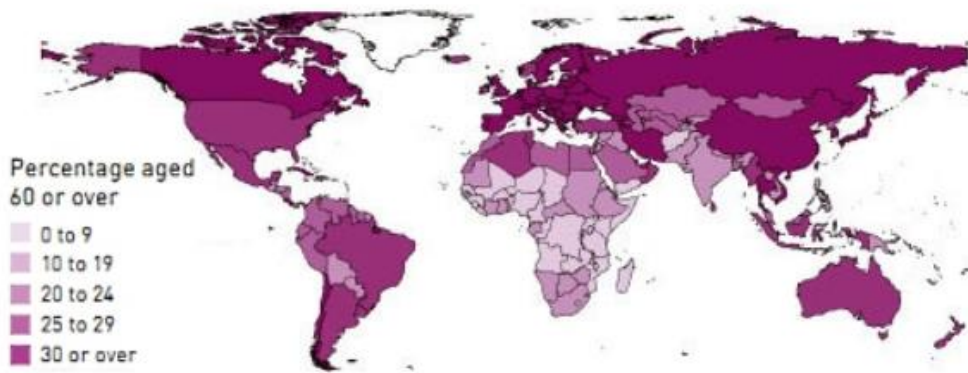 Percentage aged
60 or over
0 to 9
10 to 19
20 to 24
25 to 29
30 or over